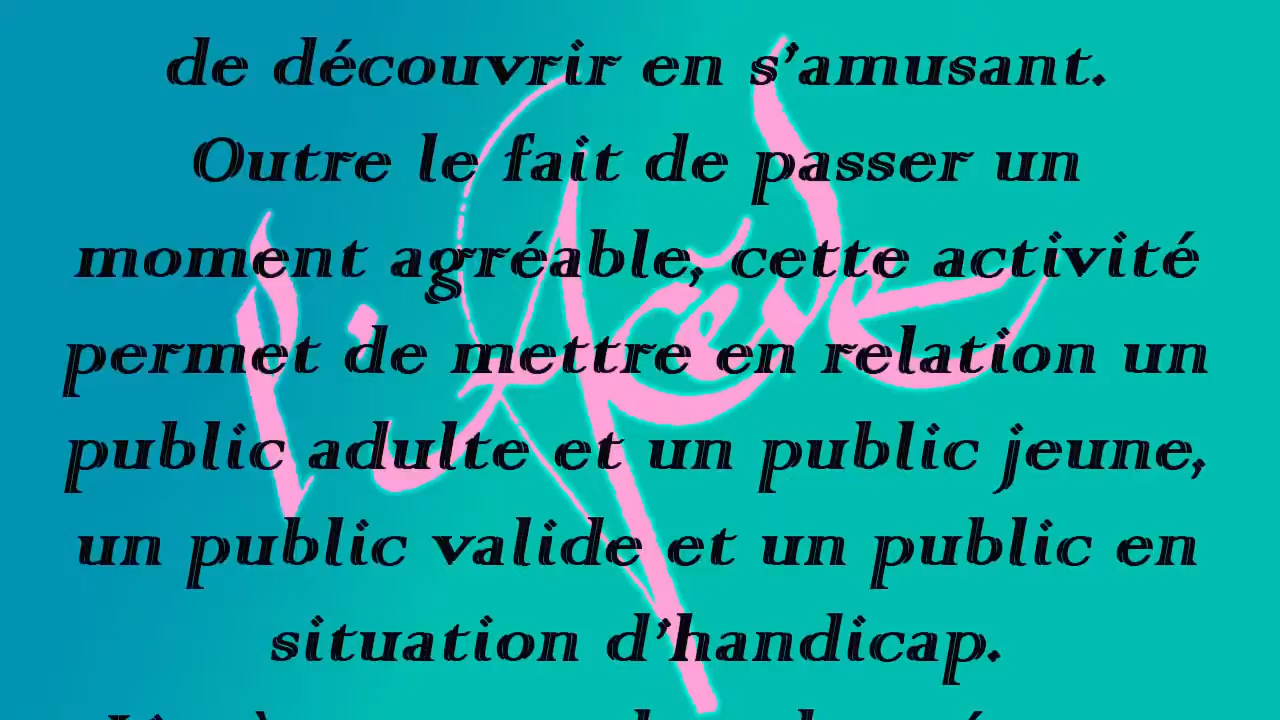 de découvrir en s'amusant.
Outre le fait de passer un
moment agréable, cette activité
permet de mettre en relation un
public adulte et un public jeune,
un public valide et un public en
situation d'handicap.